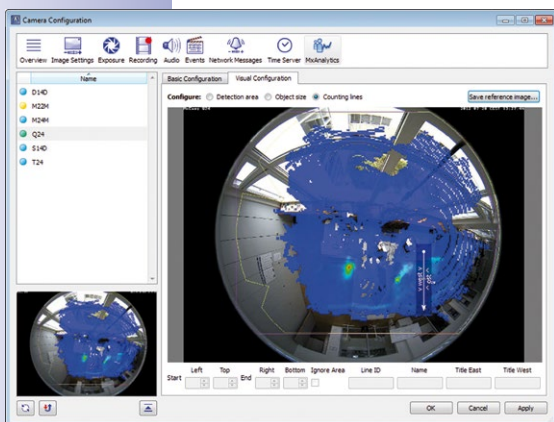 Camera Configuration
Overview Image Settings Exposure Recording Audio Events Network Messages Time Server MxAnalytics
Name
D14D
M22M
M24M
Q24
S14D
T24
Basic Configuration Visual Configuration
Configure: Detection area Object size Counting lines Save reference image...
Left Top Right Bottom Ignore Area Line ID Name Title East Title West
Start End
OK Cancel Apply